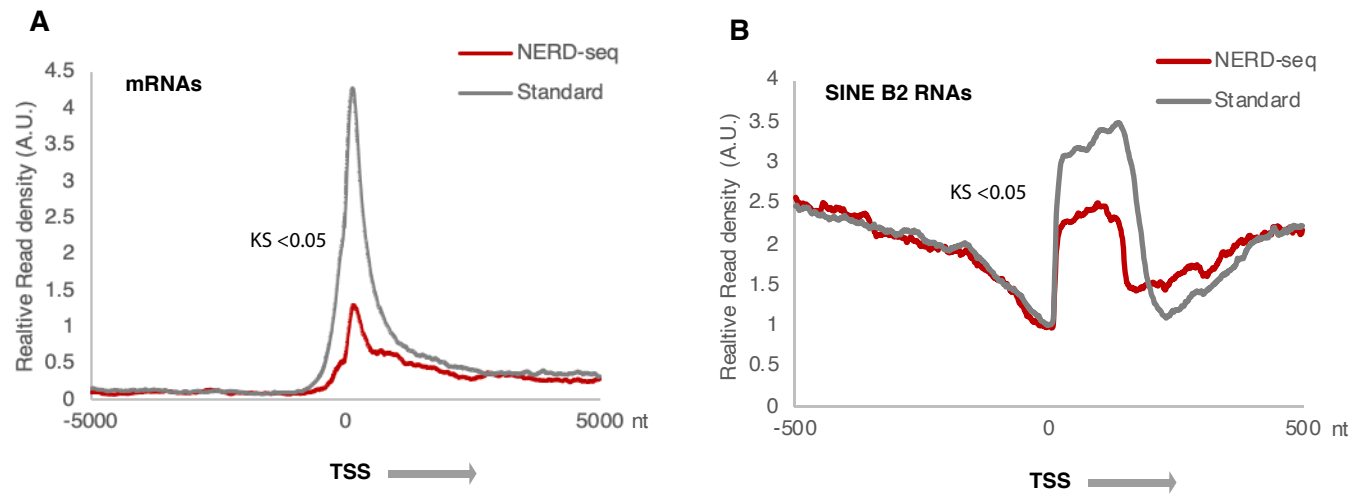 A
NERD-seq
Standard
mRNAs
Realtive Read density (A.U.)
4.5
4
3.5
3
2.5
2
1.5
1
0.5
0
KS <0.05
-5000
0
5000 nt
TSS
B
NERD-seq
Standard
SINE B2 RNAs
Realtive Read density (A.U.)
4
3.5
3
2.5
2
1.5
1
0.5
0
KS <0.05
-500
0
500 nt
TSS